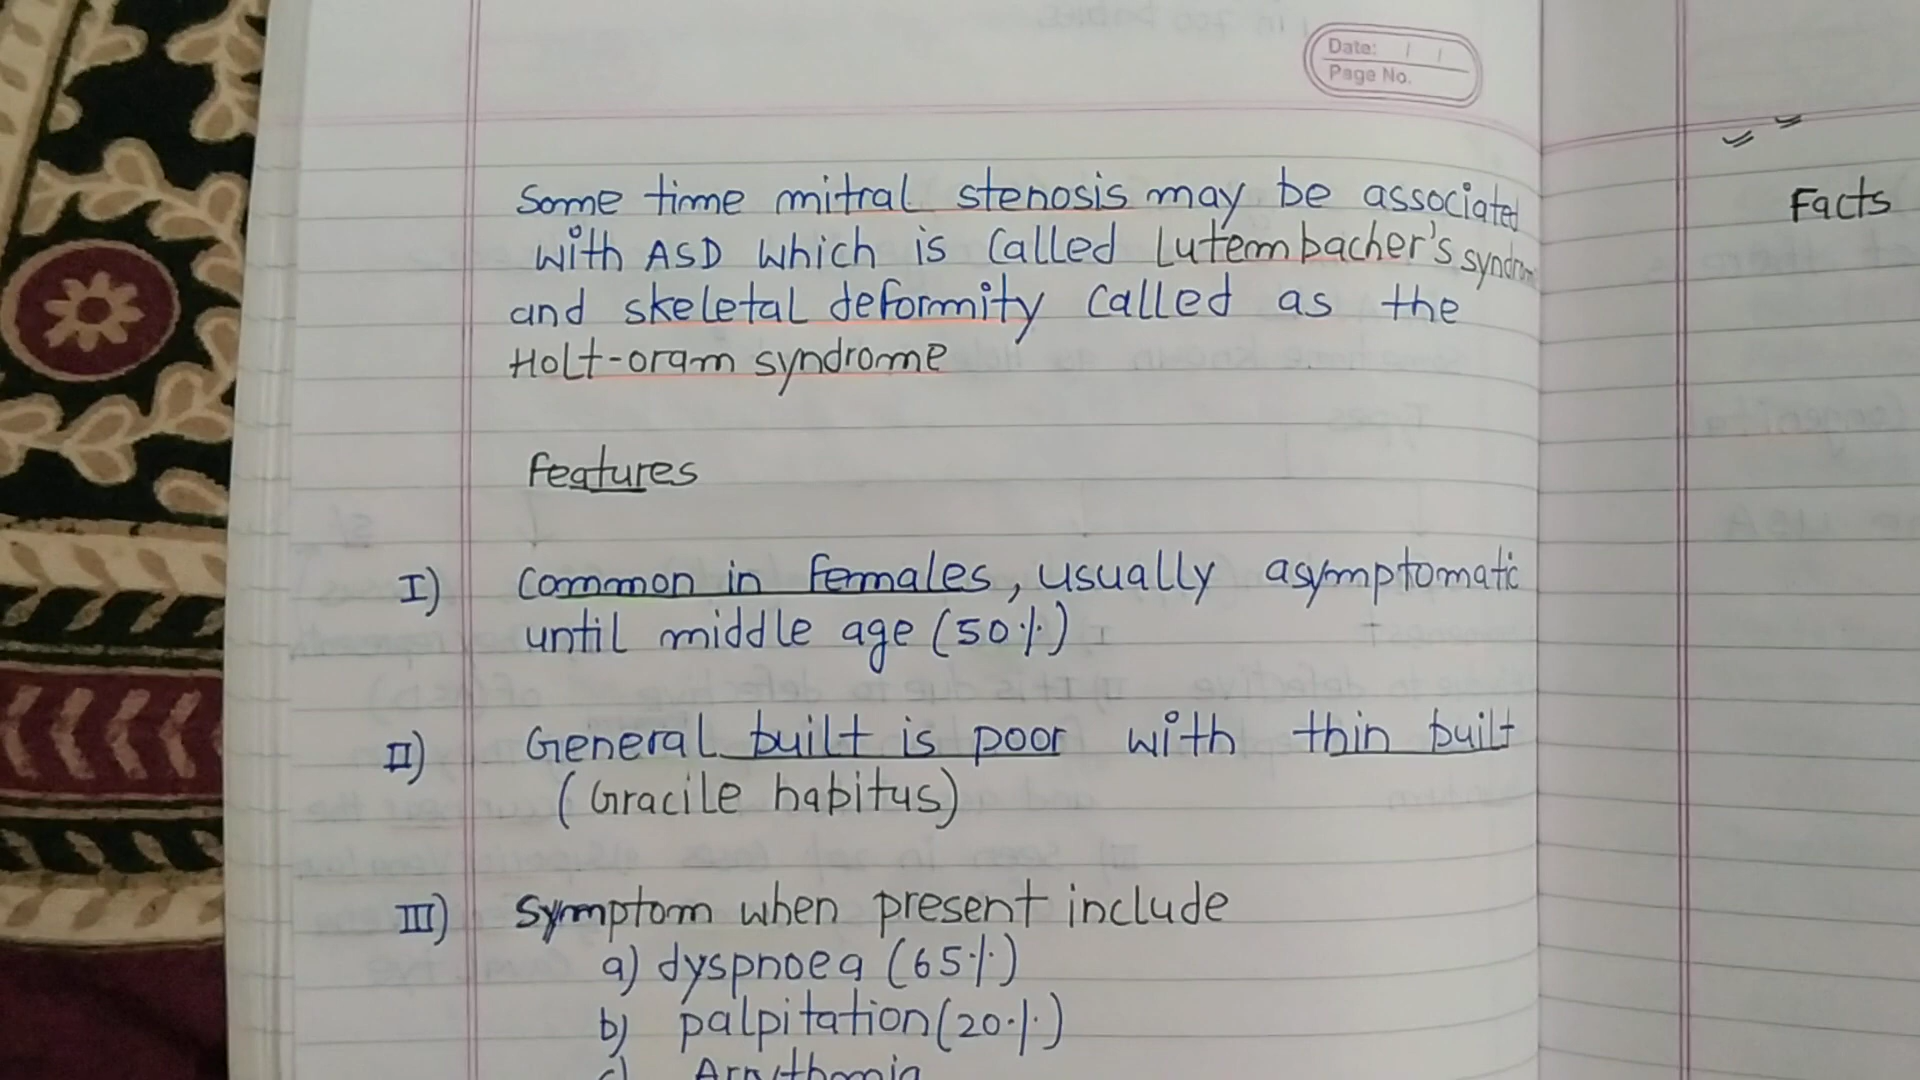 Date: / /
Page No.
Some time mitral stenosis may be associated
with ASD which is called Lutembacher's syndrom
and skeletal deformity called as the
Holt-oram syndrome
Features
I) Common in females, usually asymptomatic
until middle age (50%)
II) General built is poor with thin built
(Gracile habitus)
III) Symptom when present include
a) dyspnoea (65%)
b) palpitation (20%)
Facts